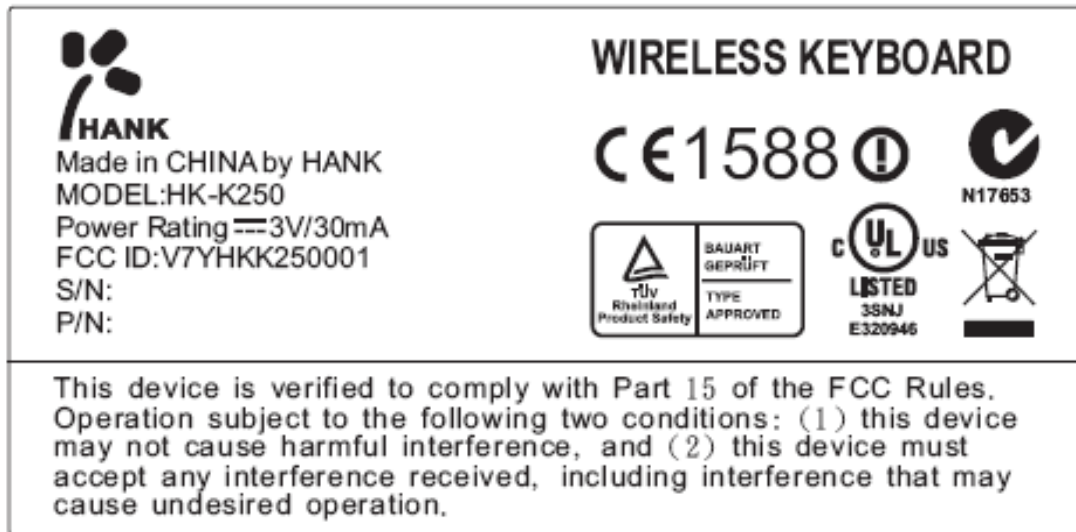 HANK
Made in CHINA by HANK
MODEL:HK-K250
Power Rating ⎓3V/30mA
FCC ID:V7YHKK250001
S/N:
P/N:
WIRELESS KEYBOARD
CE1588
N17653
TÜV
Rheinland
Product Safety
BAUART
GEPRÜFT
TYPE
APPROVED
C UL US
LISTED
3SNJ
E320946
This device is verified to comply with Part 15 of the FCC Rules.
Operation subject to the following two conditions: (1) this device
may not cause harmful interference, and (2) this device must
accept any interference received, including interference that may
cause undesired operation.